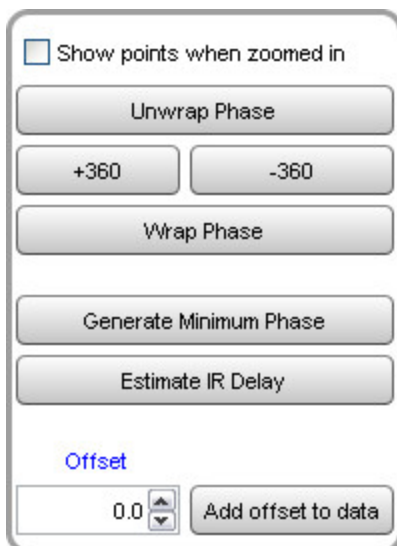 Show points when zoomed in
Unwrap Phase
+360 -360
Wrap Phase
Generate Minimum Phase
Estimate IR Delay
Offset
0.0 Add offset to data